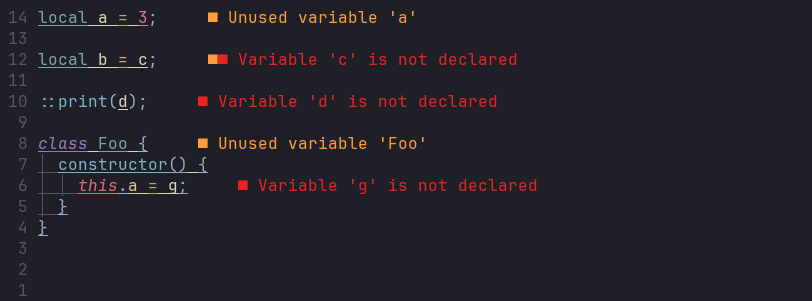 14 local a = 3; ■ Unused variable 'a'
13
12 local b = c; ■■ Variable 'c' is not declared
11
10 ::print(d); ■ Variable 'd' is not declared
9
8 class Foo { ■ Unused variable 'Foo'
7   constructor() {
6     this.a = g; ■ Variable 'g' is not declared
5   }
4 }
3
2
1